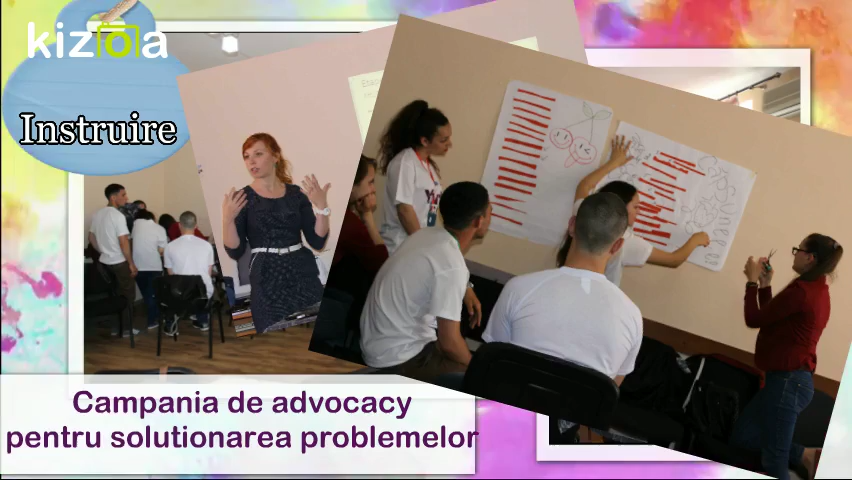 kizoa
Instruire
Campania de advocacy
pentru solutionarea problemelor